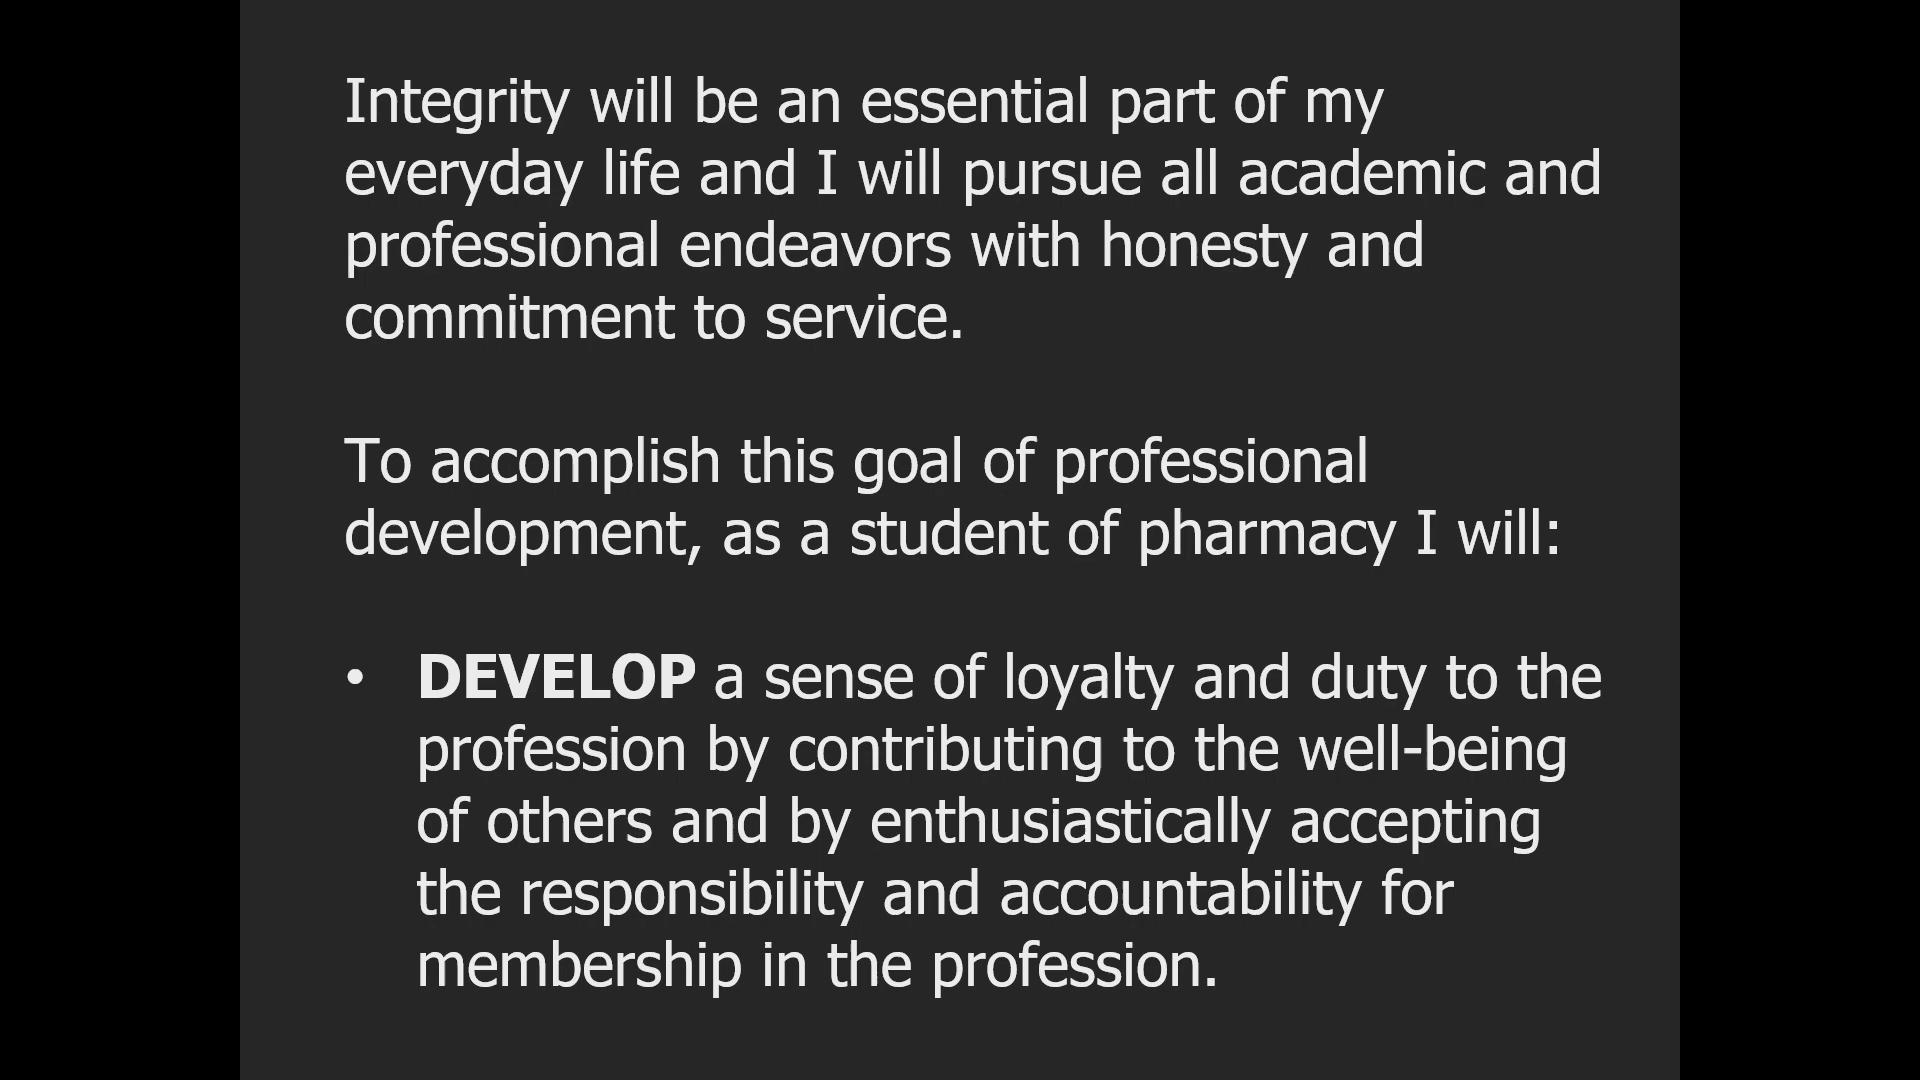 Integrity will be an essential part of my
everyday life and I will pursue all academic and
professional endeavors with honesty and
commitment to service.
To accomplish this goal of professional
development, as a student of pharmacy I will:
• DEVELOP a sense of loyalty and duty to the
profession by contributing to the well-being
of others and by enthusiastically accepting
the responsibility and accountability for
membership in the profession.